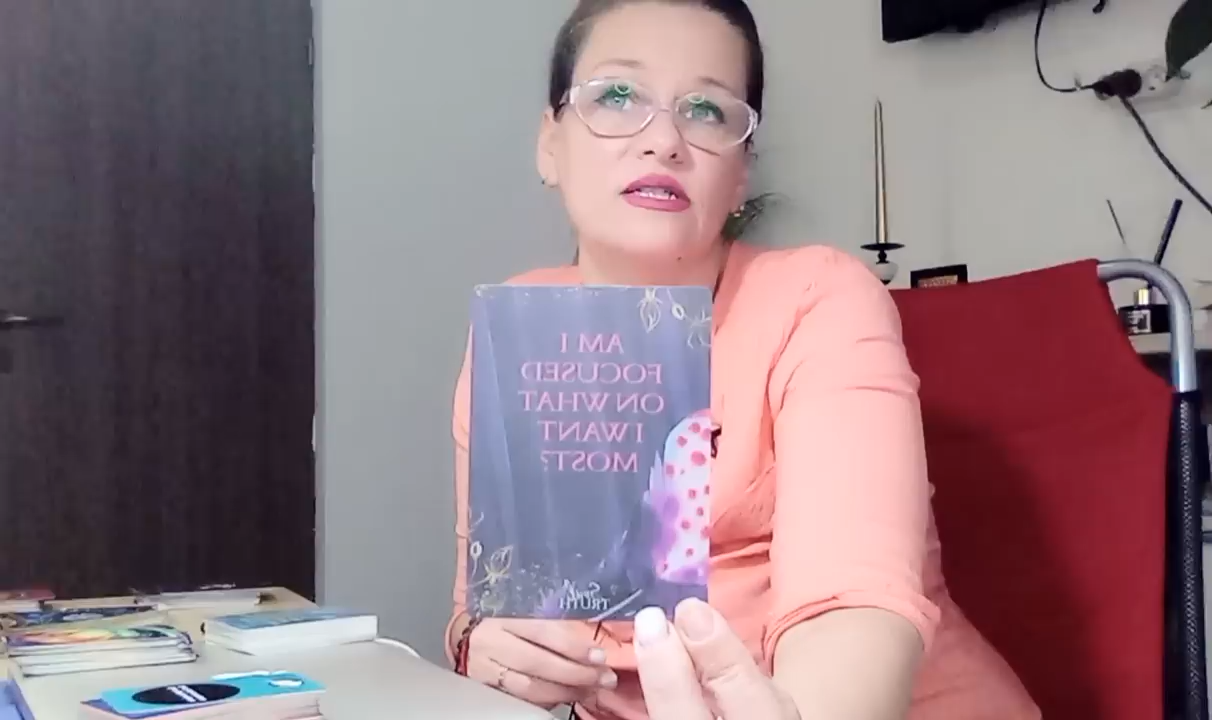 AM I
FOCUSED
ON WHAT
I WANT
MOST?
TRUTH